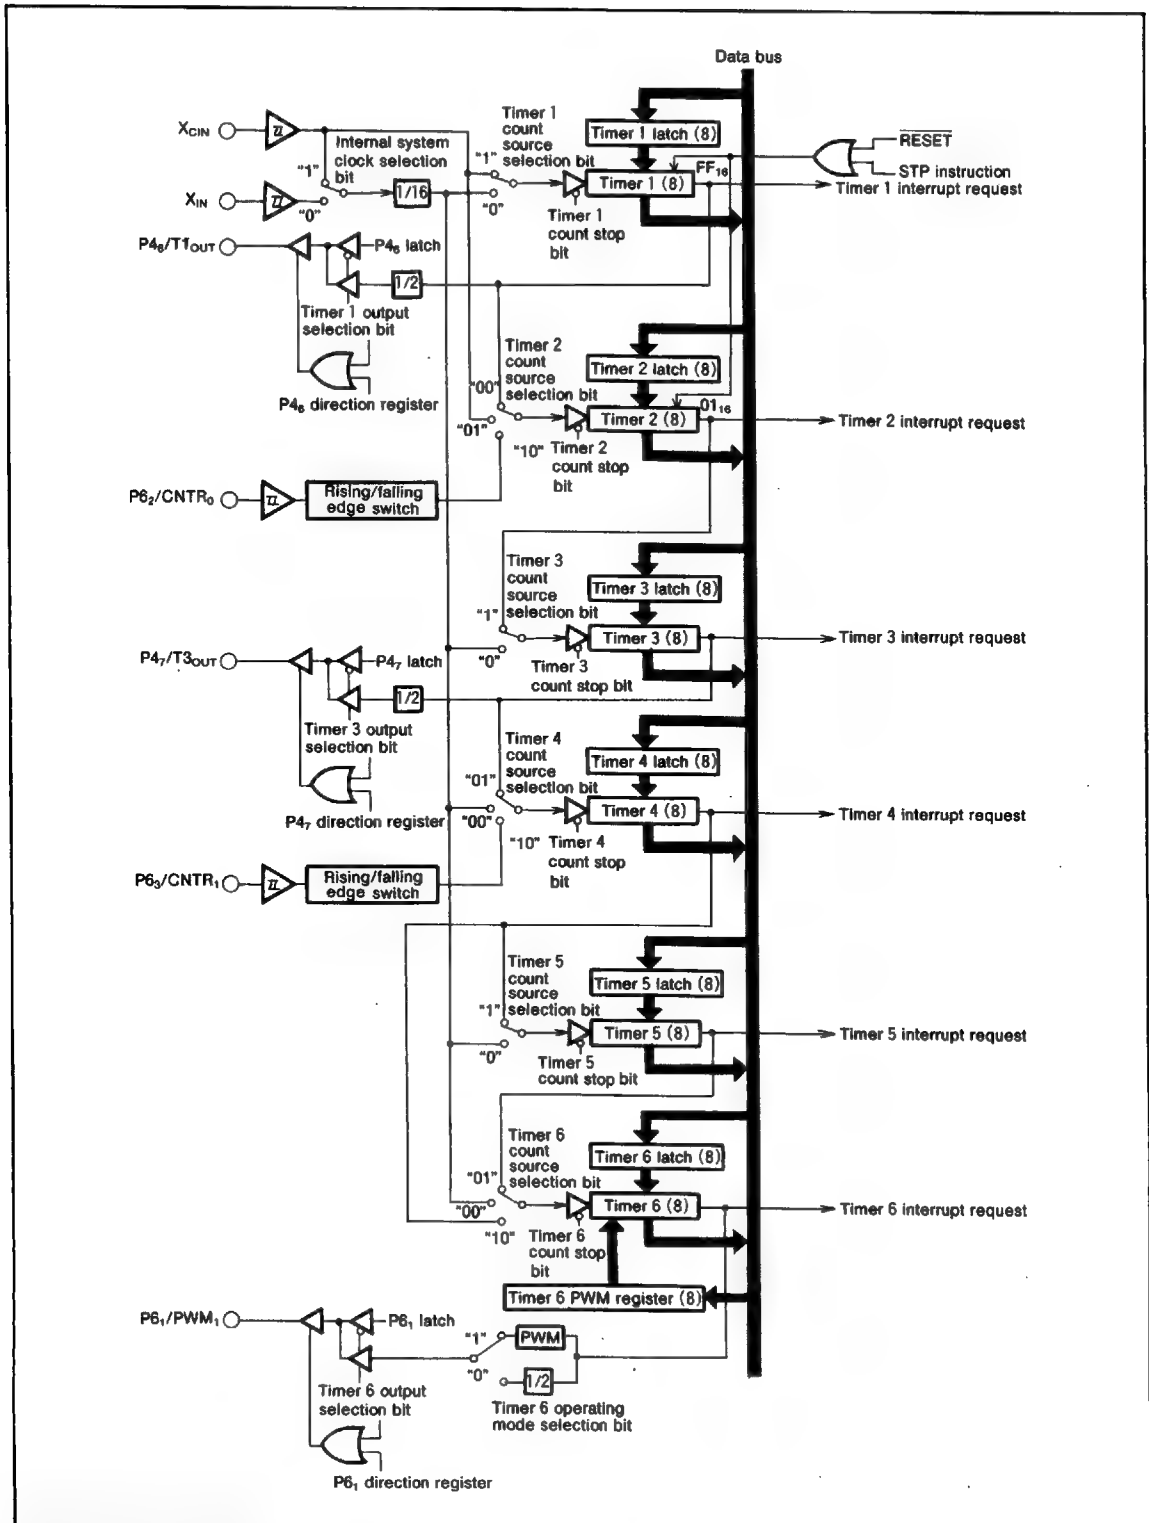 Data bus
XCIN
XIN
"1"
"0"
Internal system
clock selection
bit
1/16
Timer 1
count
source
selection bit
"1"
"0"
Timer 1 latch (8)
Timer 1 (8)
FF16
RESET
STP instruction
Timer 1 interrupt request
Timer 1
count stop
bit
P46/T1OUT
P46 latch
1/2
Timer 1 output
selection bit
P46 direction register
Timer 2
count
source
selection bit
"00"
"01"
"10"
Timer 2 latch (8)
Timer 2 (8)
0116
Timer 2 interrupt request
Timer 2
count stop
bit
P62/CNTR0
Rising/falling
edge switch
Timer 3
count
source
selection bit
"1"
"0"
Timer 3 latch (8)
Timer 3 (8)
Timer 3 interrupt request
Timer 3
count stop bit
P47/T3OUT
P47 latch
1/2
Timer 3 output
selection bit
P47 direction register
Timer 4
count
source
selection bit
"01"
"00"
"10"
Timer 4 latch (8)
Timer 4 (8)
Timer 4 interrupt request
Timer 4
count stop
bit
P63/CNTR1
Rising/falling
edge switch
Timer 5
count
source
selection bit
"1"
"0"
Timer 5 latch (8)
Timer 5 (8)
Timer 5 interrupt request
Timer 5
count stop bit
Timer 6
count
source
selection bit
"01"
"00"
"10"
Timer 6 latch (8)
Timer 6 (8)
Timer 6 interrupt request
Timer 6
count stop
bit
Timer 6 PWM register (8)
P61/PWM1
P61 latch
"1"
PWM
"0"
1/2
Timer 6 output
selection bit
Timer 6 operating
mode selection bit
P61 direction register